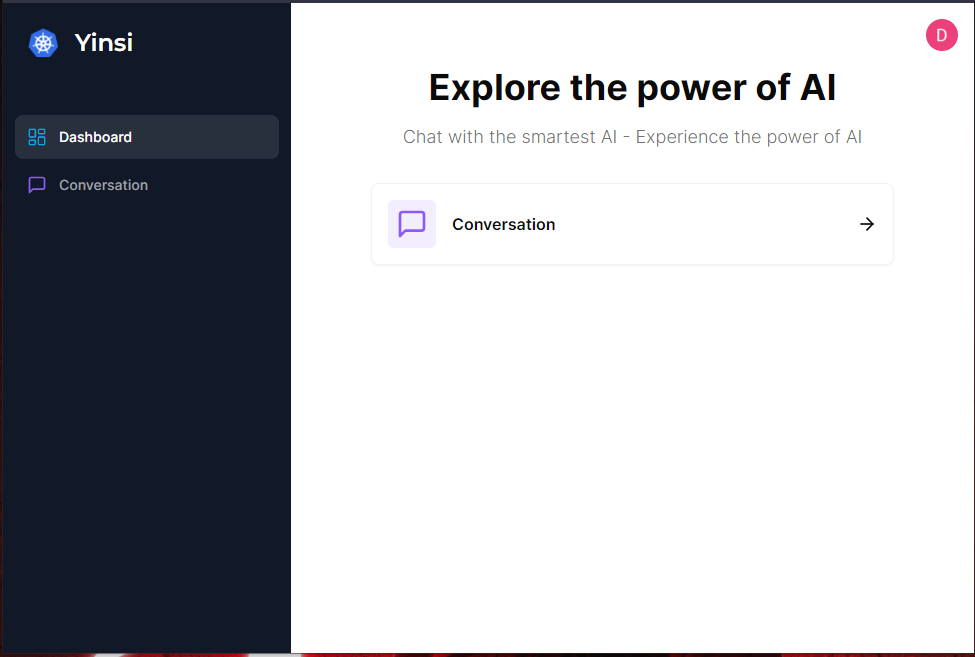 Yinsi
Dashboard
Conversation
D
Explore the power of AI
Chat with the smartest AI - Experience the power of AI
Conversation